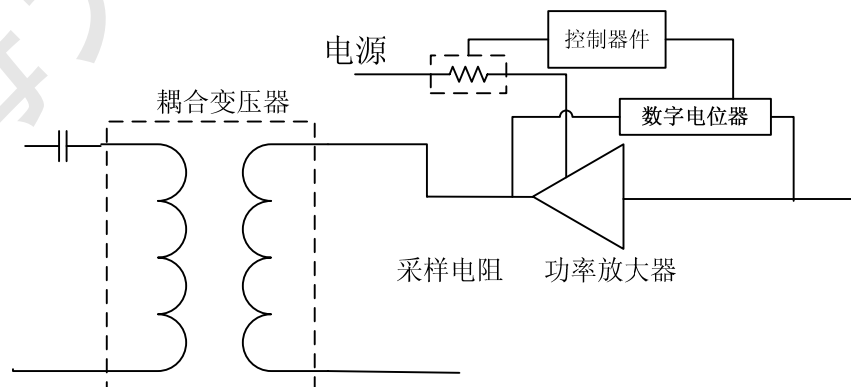 控制器件
电源
耦合变压器
数字电位器
采样电阻
功率放大器